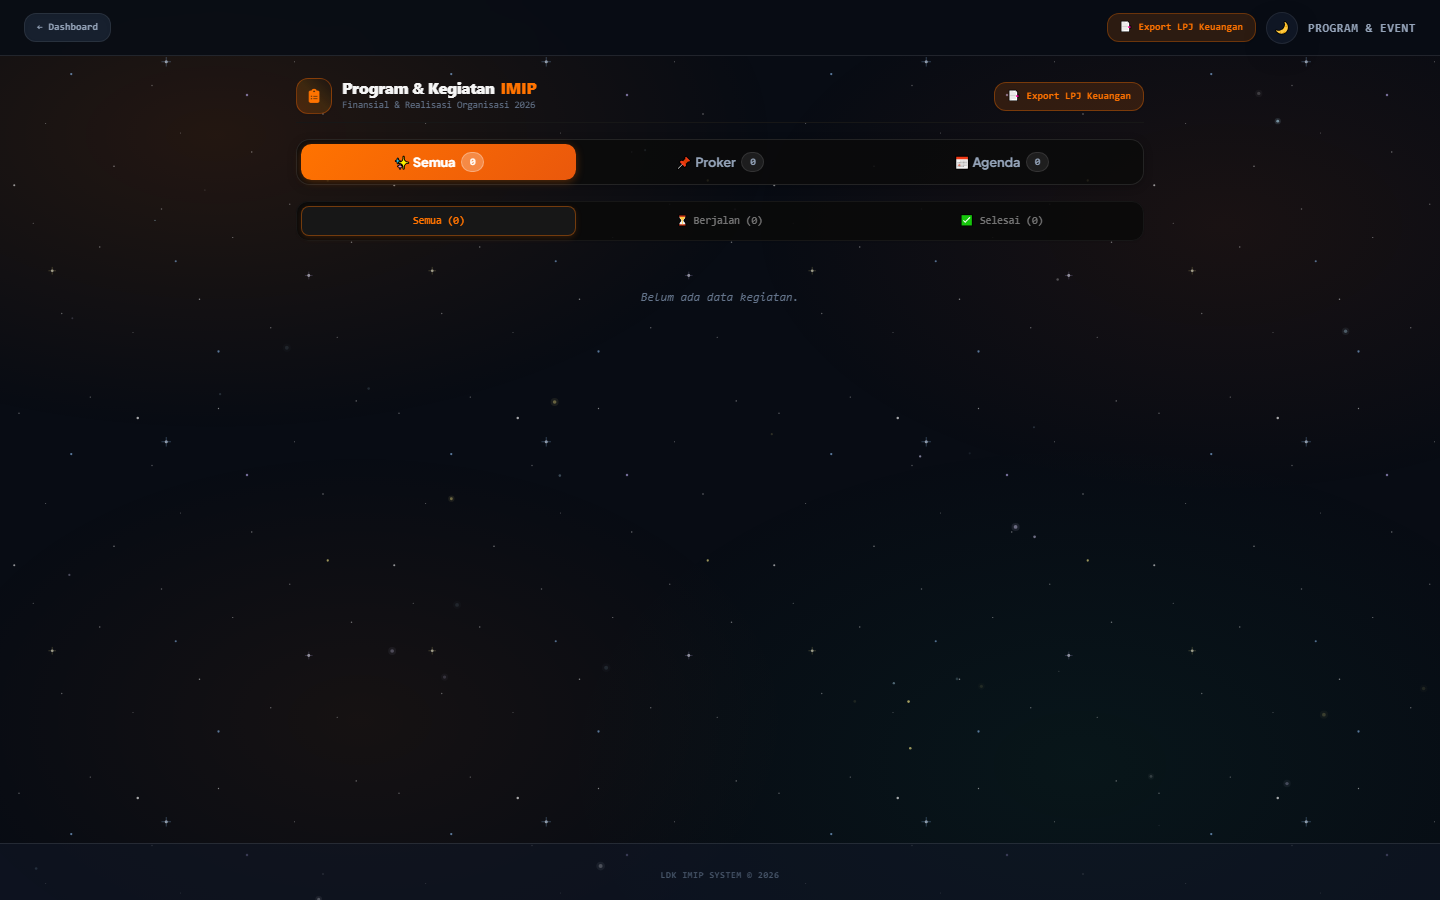 ← Dashboard
Export LPJ Keuangan
PROGRAM & EVENT
Program & Kegiatan IMIP
Finansial & Realisasi Organisasi 2026
Export LPJ Keuangan
Semua 0
Proker 0
Agenda 0
Semua (0)
Berjalan (0)
Selesai (0)
Belum ada data kegiatan.
LDK IMIP SYSTEM © 2026